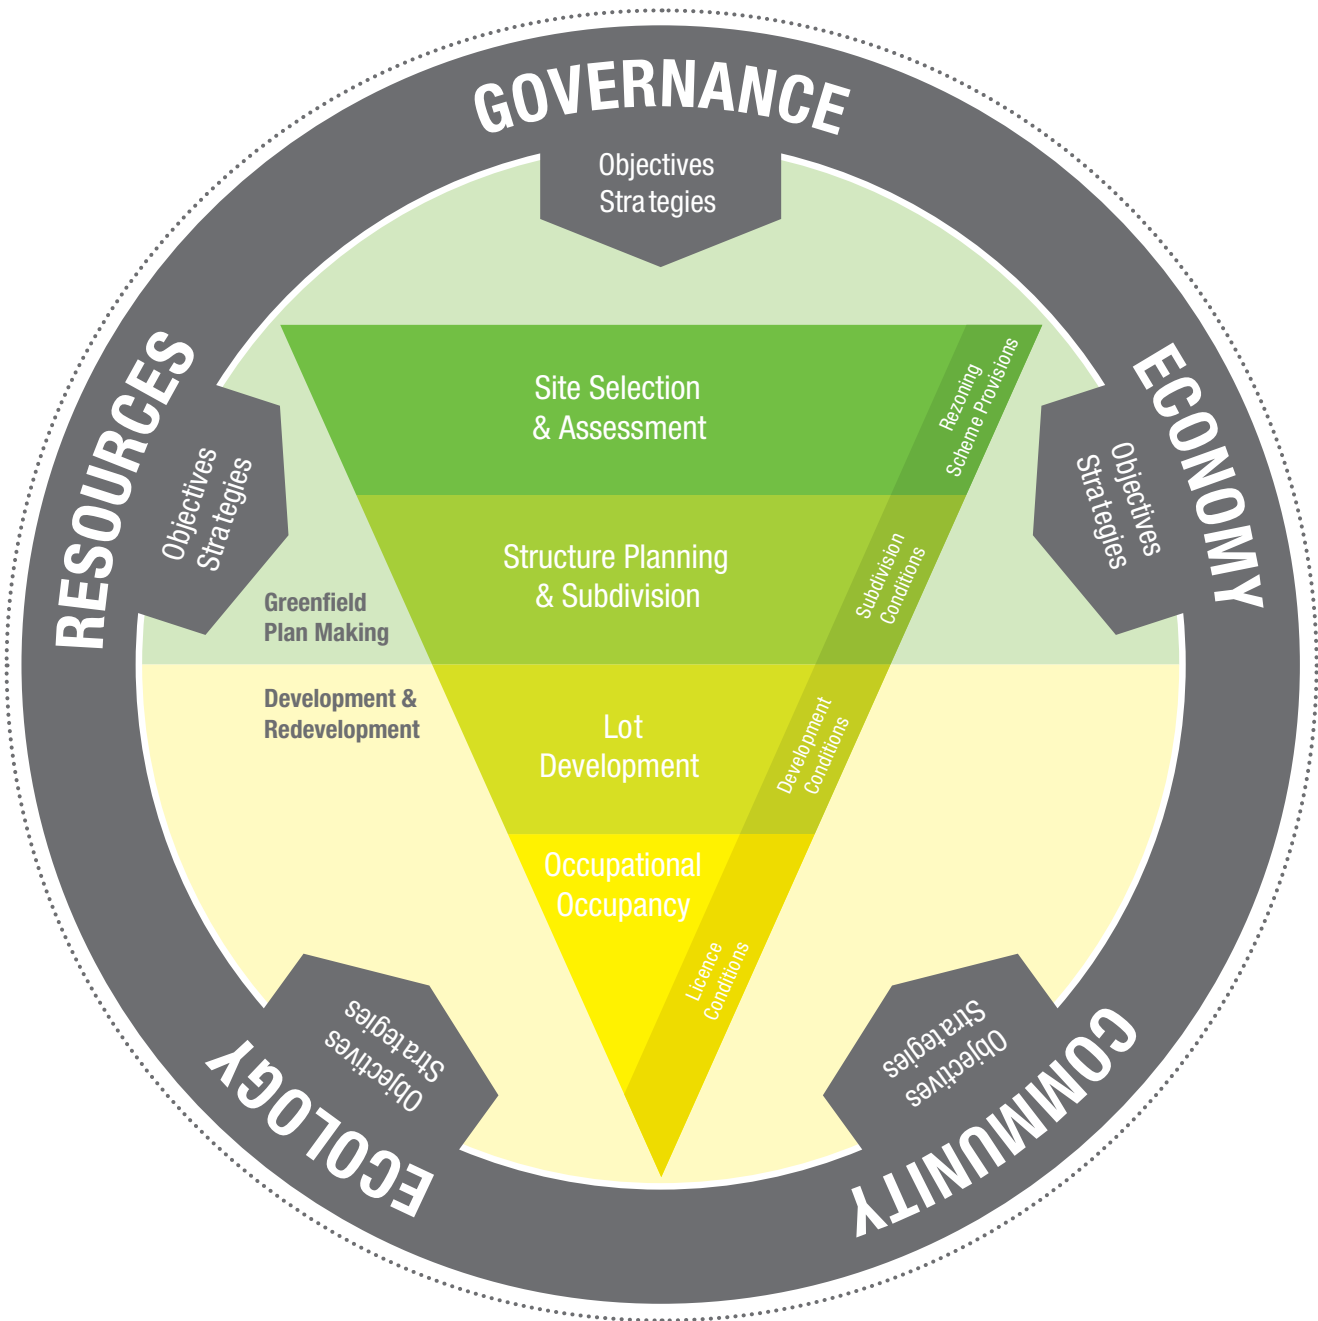 GOVERNANCE
Objectives
Strategies
RESOURCES
Objectives
Strategies
ECONOMY
Objectives
Strategies
Site Selection
& Assessment
Rezoning
Scheme Provisions
Structure Planning
& Subdivision
Subdivision
Conditions
Greenfield
Plan Making
Development &
Redevelopment
Lot
Development
Development
Conditions
Occupational
Occupancy
Licence
Conditions
ECOLOGY
Objectives
Strategies
COMMUNITY
Objectives
Strategies